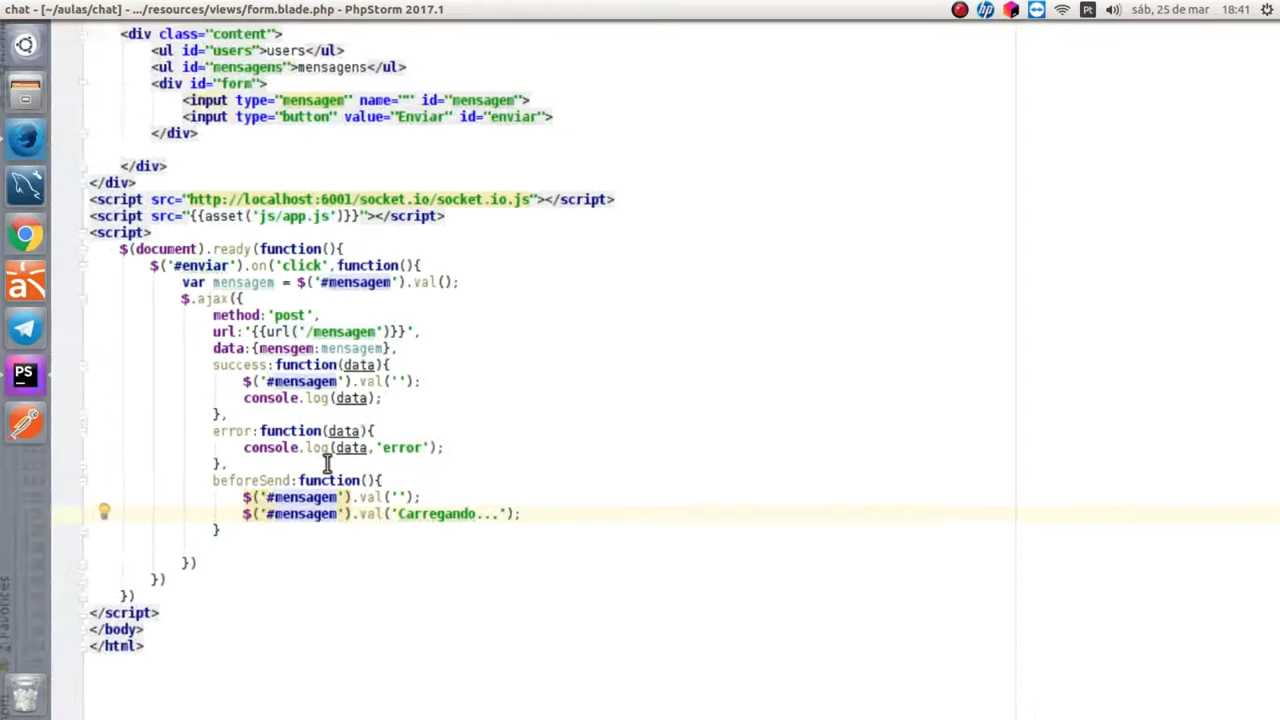 chat - [~/aulas/chat] - .../resources/views/form.blade.php - PhpStorm 2017.1
Pt
sáb, 25 de mar
18:41
<div class="content">
<ul id="users">users</ul>
<ul id="mensagens">mensagens</ul>
<div id="form">
<input type="mensagem" name="" id="mensagem">
<input type="button" value="Enviar" id="enviar">
</div>
</div>
</div>
<script src="http://localhost:6001/socket.io/socket.io.js"></script>
<script src="{{asset('js/app.js')}}"></script>
<script>
$(document).ready(function(){
$('#enviar').on('click',function(){
var mensagem = $('#mensagem').val();
$.ajax({
method:'post',
url:'{{url('/mensagem')}}',
data:{mensgem:mensagem},
success:function(data){
$('#mensagem').val('');
console.log(data);
},
error:function(data){
console.log(data,'error');
},
beforeSend:function(){
$('#mensagem').val('');
$('#mensagem').val('Carregando...');
}
})
})
})
</script>
</body>
</html>
PS
hp
a
2: Favorites